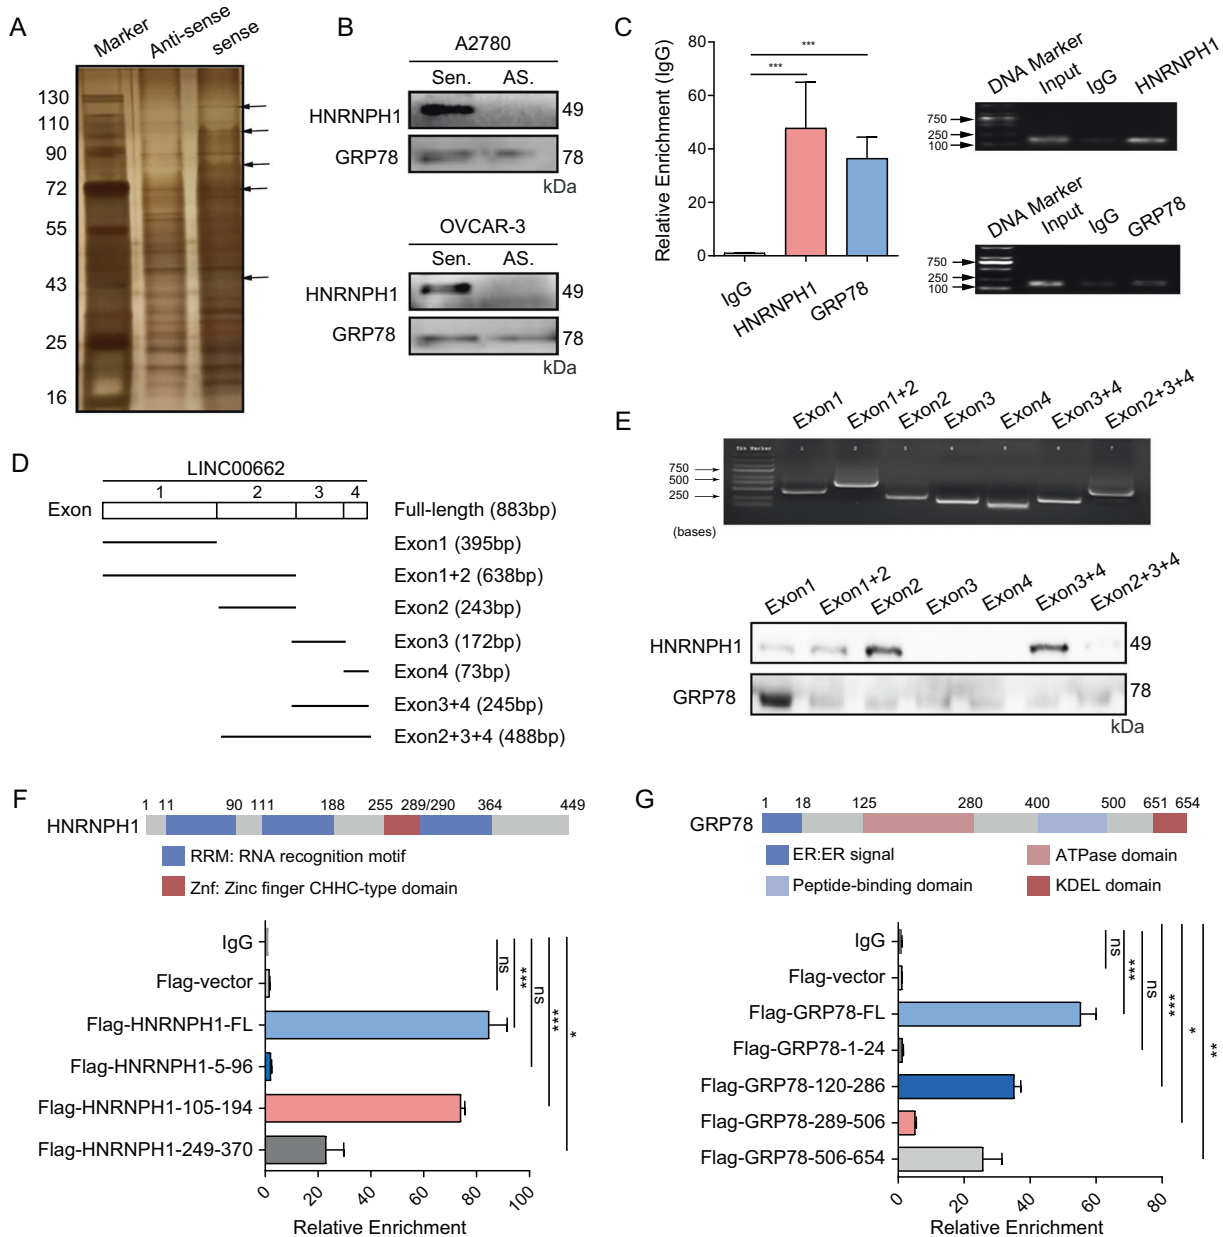 A
Marker
Anti-sense
sense
130
110
90
72
55
43
25
16
B
A2780
Sen. AS.
HNRNPH1 49
GRP78 78
kDa
OVCAR-3
Sen. AS.
HNRNPH1 49
GRP78 78
kDa
C
Relative Enrichment (IgG)
80
60
40
20
0
***
***
IgG
HNRNPH1
GRP78
DNA Marker
Input
IgG
HNRNPH1
750
250
100
DNA Marker
Input
IgG
GRP78
750
250
100
D
LINC00662
1 2 3 4
Exon Full-length (883bp)
Exon1 (395bp)
Exon1+2 (638bp)
Exon2 (243bp)
Exon3 (172bp)
Exon4 (73bp)
Exon3+4 (245bp)
Exon2+3+4 (488bp)
E
Exon1
Exon1+2
Exon2
Exon3
Exon4
Exon3+4
Exon2+3+4
Marker 1 2 3 4 5 6 7
750
500
250
(bases)
Exon1
Exon1+2
Exon2
Exon3
Exon4
Exon3+4
Exon2+3+4
HNRNPH1 49
GRP78 78
kDa
F
1 11 90 111 188 255 289/290 364 449
HNRNPH1
RRM: RNA recognition motif
Znf: Zinc finger CHHC-type domain
IgG
Flag-vector
Flag-HNRNPH1-FL
Flag-HNRNPH1-5-96
Flag-HNRNPH1-105-194
Flag-HNRNPH1-249-370
ns
***
ns
***
*
0 20 40 60 80 100
Relative Enrichment
G
1 18 125 280 400 500 651 654
GRP78
ER:ER signal
ATPase domain
Peptide-binding domain
KDEL domain
IgG
Flag-vector
Flag-GRP78-FL
Flag-GRP78-1-24
Flag-GRP78-120-286
Flag-GRP78-289-506
Flag-GRP78-506-654
ns
***
ns
***
*
**
0 20 40 60 80
Relative Enrichment